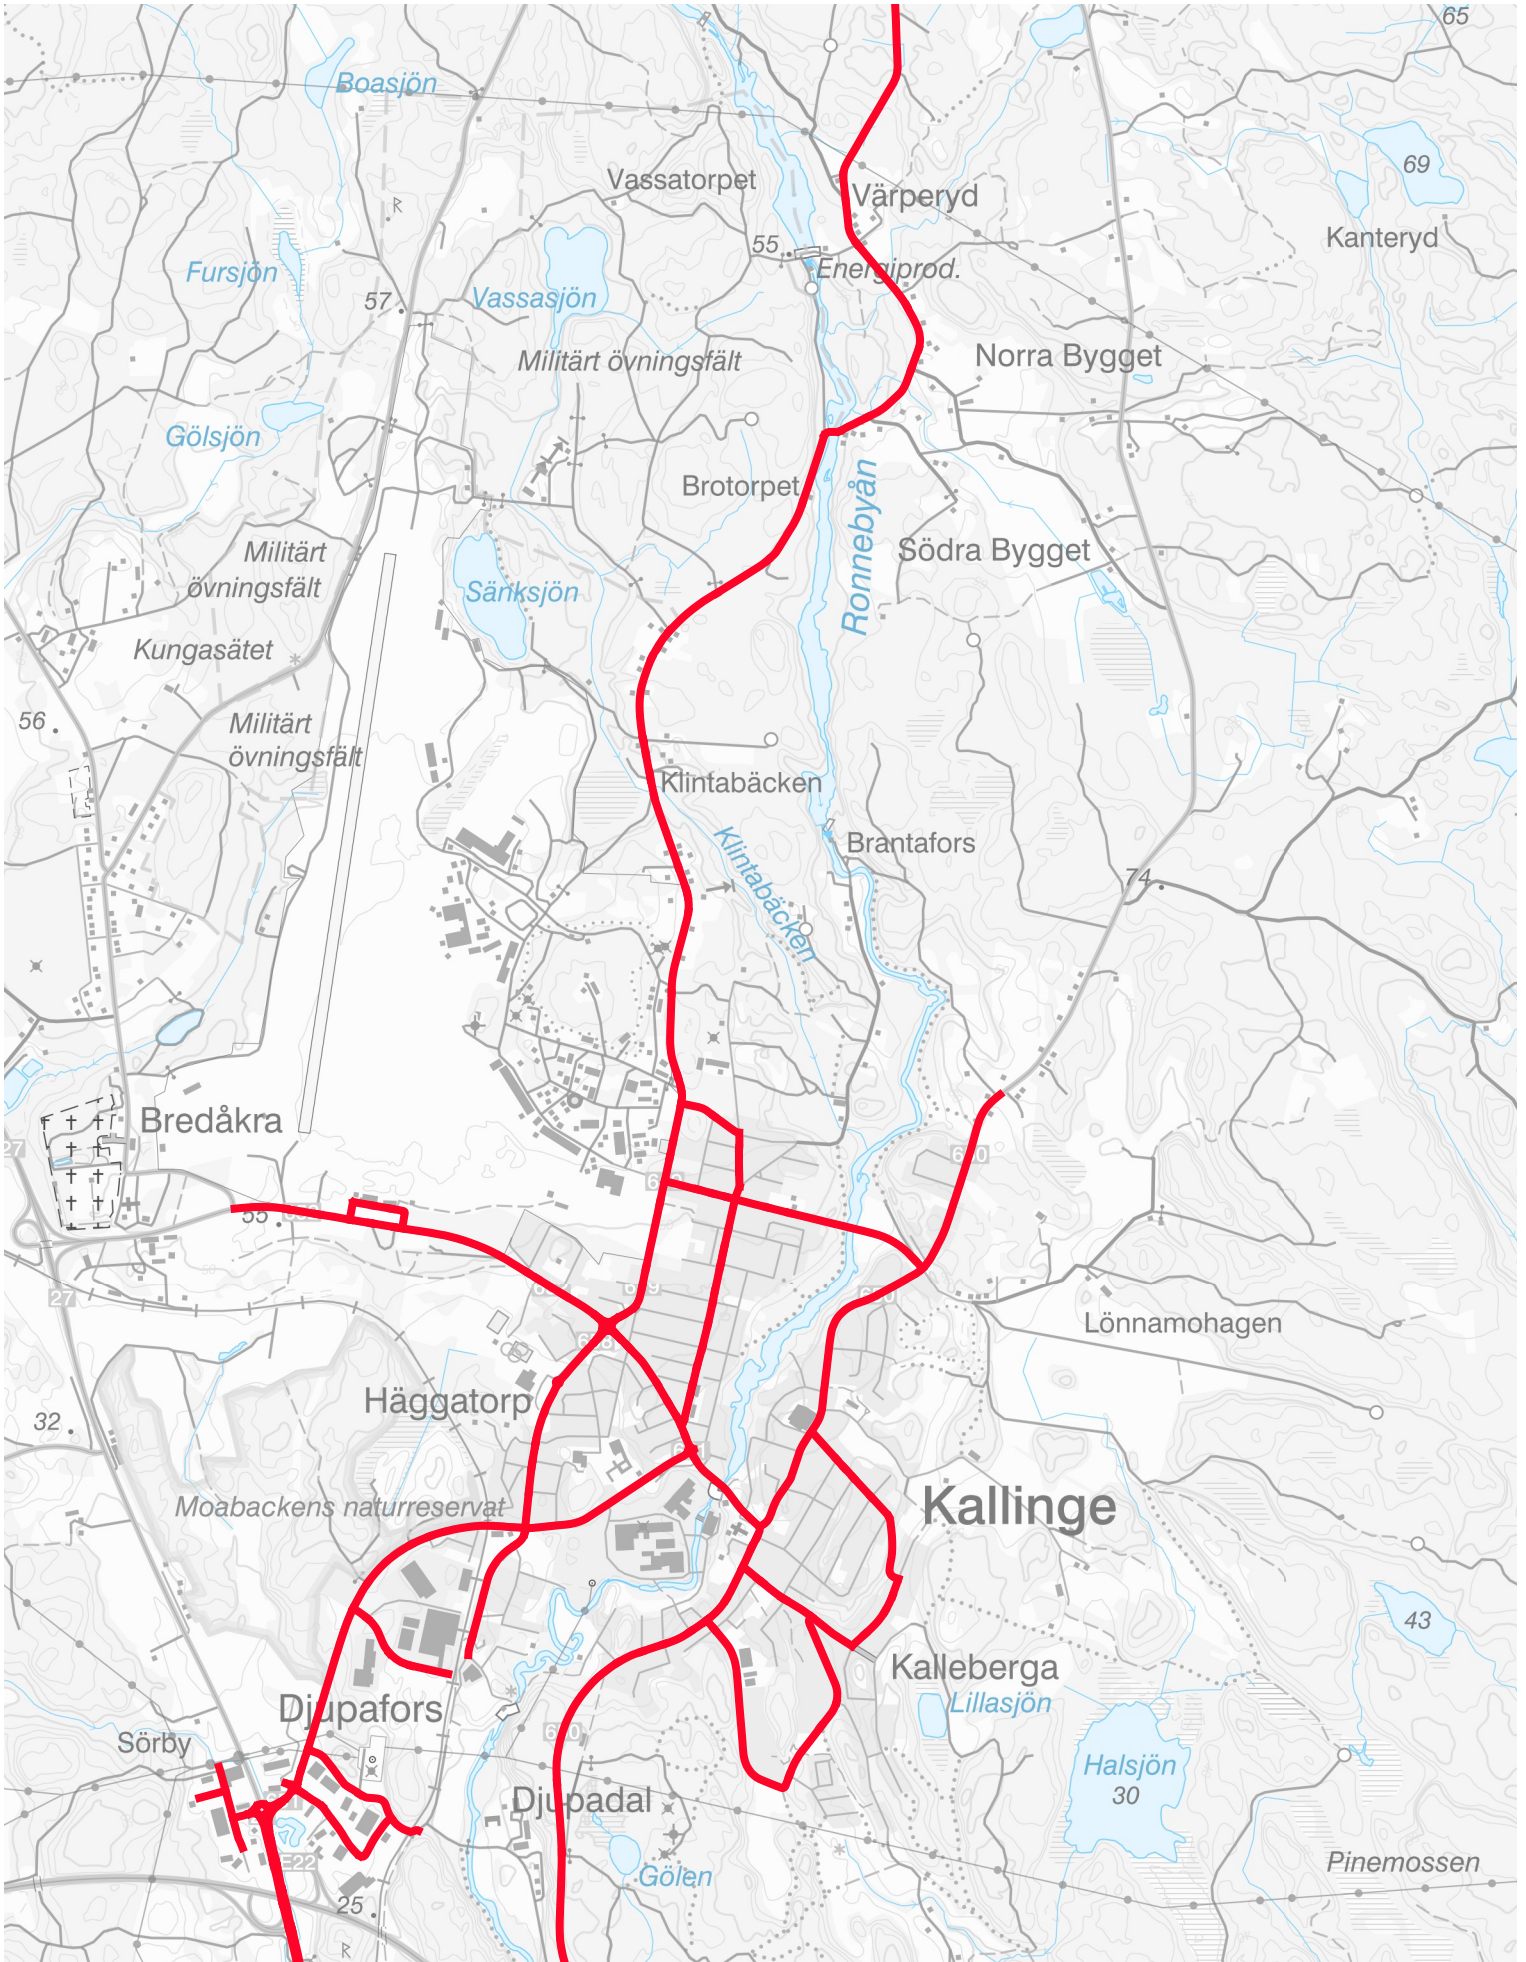 65
Boasjön
69
Vassatorpet
Värperyd
Kanteryd
55
Energiprod.
Fursjön
57
Vassasjön
Norra Bygget
Militärt övningsfält
Gölsjön
Brotorpet
Ronnebyån
Södra Bygget
Militärt
övningsfält
Sänksjön
Kungasätet
56
Militärt
övningsfält
Klintabäcken
Klintabäcken
Brantafors
74
Bredåkra
27
55
27
Lönnamohagen
Häggatorp
32
Moabackens naturreservat
Kallinge
43
Kalleberga
Lillasjön
Djupafors
Sörby
Halsjön
30
Djupadal
E22
Gölen
Pinemossen
25